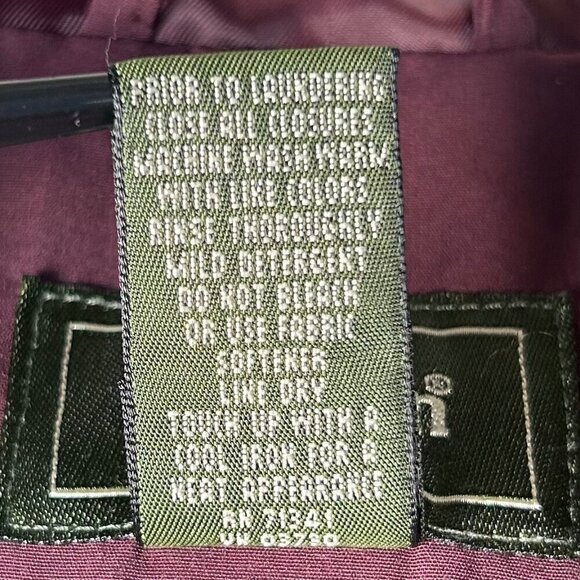 PRIOR TO LAUNDERING
CLOSE ALL CLOSURES
MACHINE WASH WARM
WITH LIKE COLORS
RINSE THOROUGHLY
MILD DETERGENT
DO NOT BLEACH
OR USE FABRIC
SOFTENER
LINE DRY
TOUCH UP WITH A
COOL IRON FOR A
NEAT APPEARANCE
RN 71341